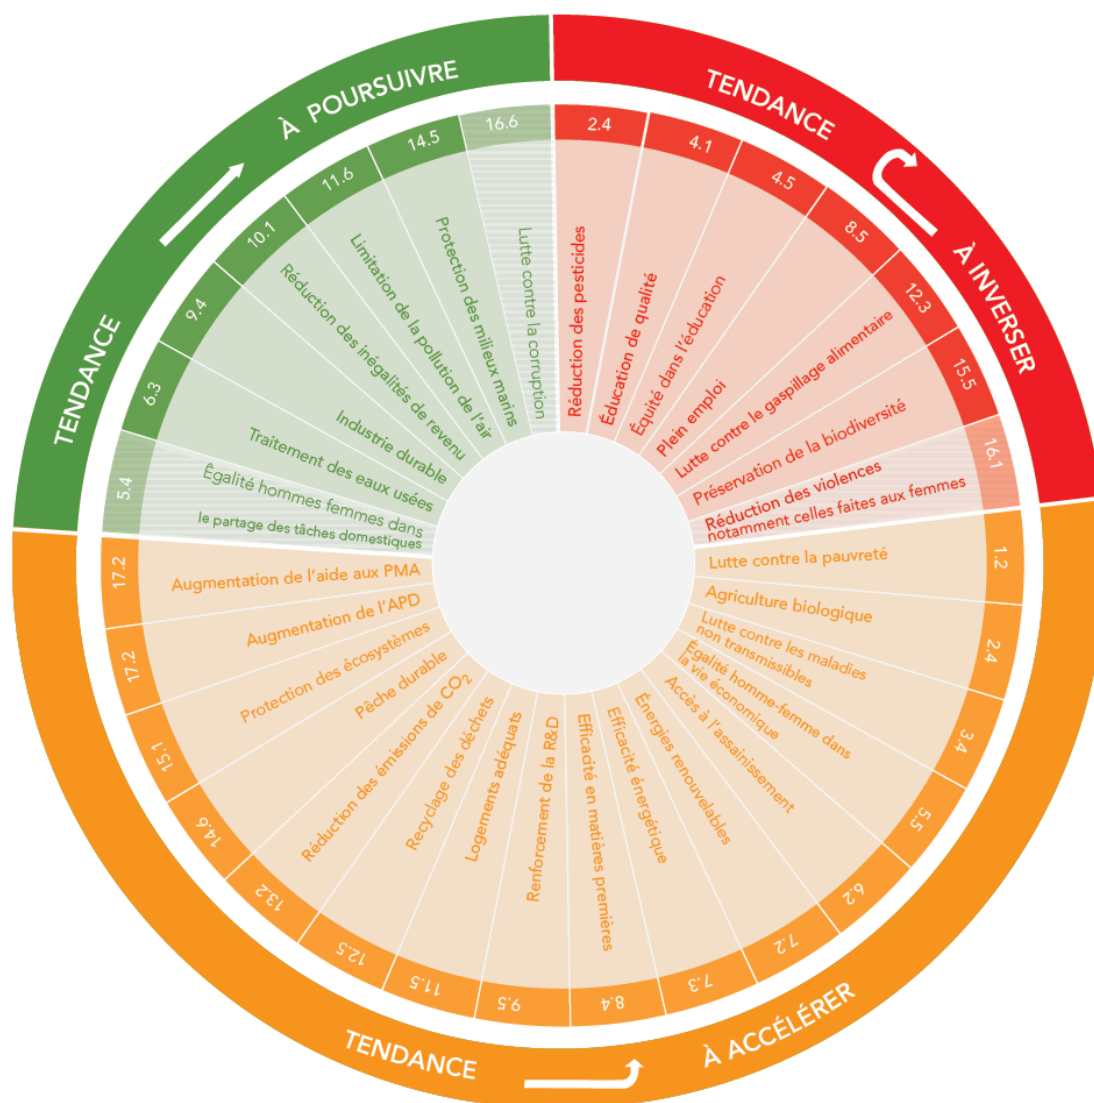 TENDANCE
À POURSUIVRE
TENDANCE
À INVERSER
TENDANCE
À ACCÉLÉRER
5.4
Êgalité hommes femmes dans
le partage des tâches domestiques
6.3
Traitement des eaux usées
9.4
Industrie durable
10.1
Réduction des inégalités de revenu
11.6
Limitation de la pollution de l'air
14.5
Protection des milieux marins
16.6
Lutte contre la corruption
2.4
Réduction des pesticides
4.1
Éducation de qualité
4.5
Équité dans l'éducation
8.5
Plein emploi
12.3
Lutte contre le gaspillage alimentaire
15.5
Préservation de la biodiversité
16.1
Réduction des violences
notamment celles faites aux femmes
1.2
Lutte contre la pauvreté
2.4
Agriculture biologique
3.4
Lutte contre les maladies
non transmissibles
5.5
Égalité homme-femme dans
la vie économique
6.2
Accès à l'assainissement
7.2
Énergies renouvelables
7.3
Efficacité énergétique
8.4
Efficacité en matières premières
9.5
Renforcement de la R&D
11.5
Logements adéquats
12.5
Recyclage des déchets
13.2
Réduction des émissions de CO₂
14.6
Pêche durable
15.1
Protection des écosystèmes
17.2
Augmentation de l'APD
17.2
Augmentation de l'aide aux PMA